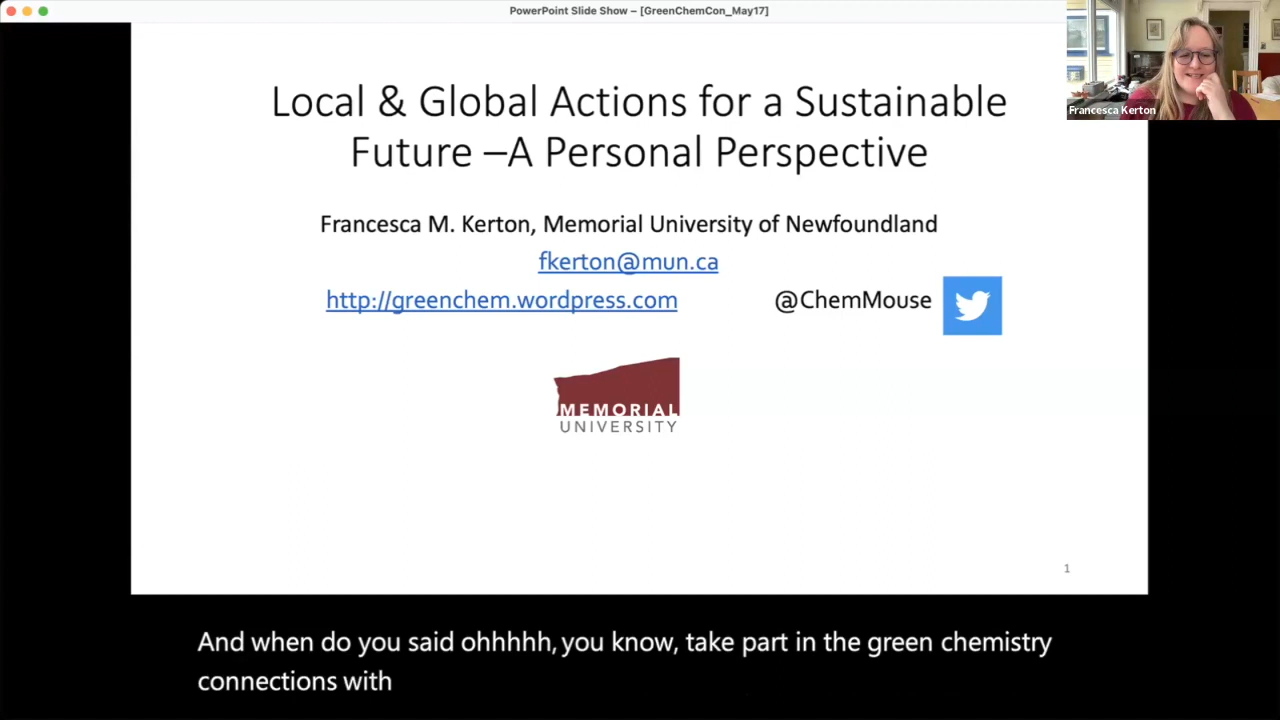 PowerPoint Slide Show – [GreenChemCon_May17]
Francesca Kerton
Local & Global Actions for a Sustainable
Future –A Personal Perspective
Francesca M. Kerton, Memorial University of Newfoundland
fkerton@mun.ca
http://greenchem.wordpress.com
@ChemMouse
MEMORIAL
UNIVERSITY
1
And when do you said ohhhhh, you know, take part in the green chemistry
connections with